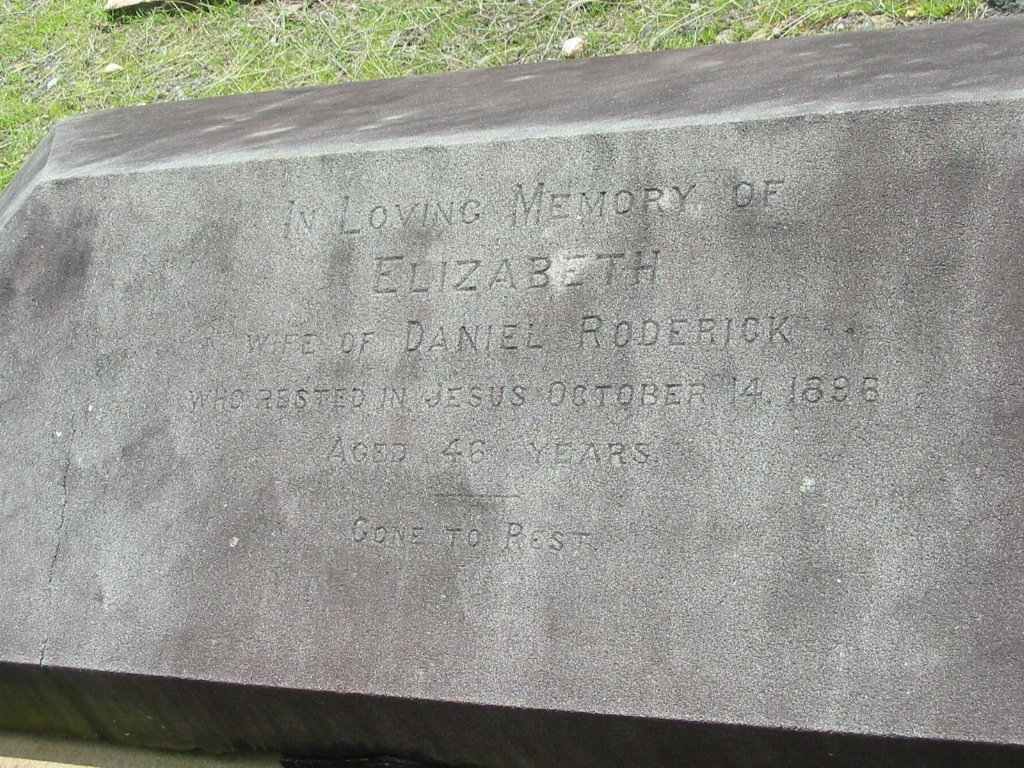 In Loving Memory of
Elizabeth
wife of Daniel Roderick
who rested in Jesus October 14, 1898
Aged 46 years
Gone to Rest.